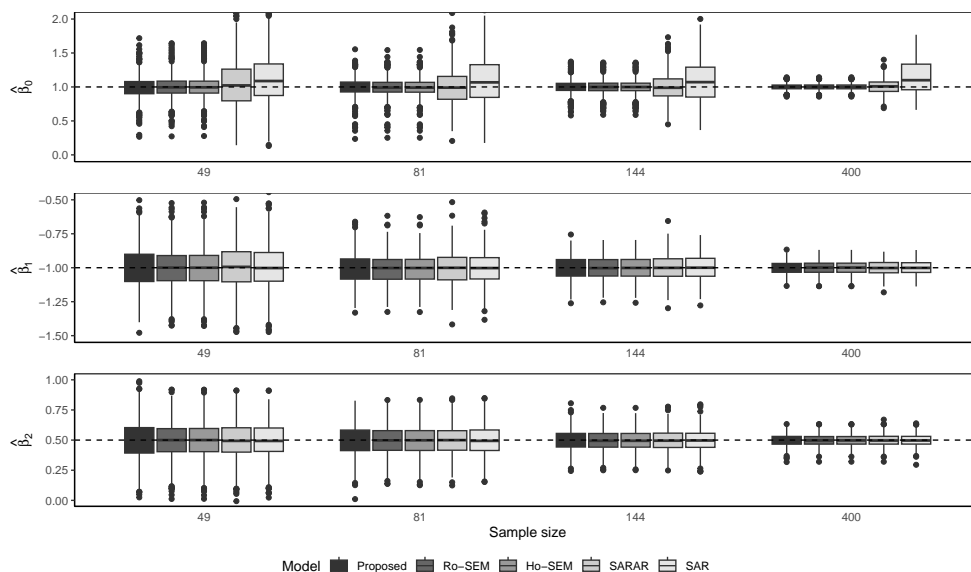 2.0
1.5
β̂0
1.0
0.5
0.0
49 81 144 400
−0.50
−0.75
β̂1
−1.00
−1.25
−1.50
49 81 144 400
1.00
0.75
β̂2
0.50
0.25
0.00
49 81 144 400
Sample size
Model Proposed Ro−SEM Ho−SEM SARAR SAR